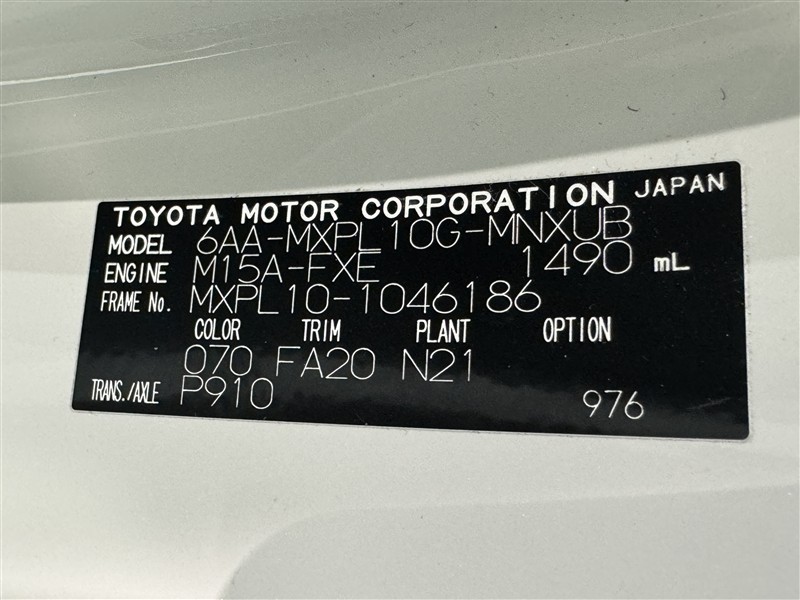 TOYOTA MOTOR CORPORATION JAPAN
MODEL 6AA-MXPL10G-MNXUB
ENGINE M15A-FXE 1490 mL
FRAME No. MXPL10-1046186
COLOR TRIM PLANT OPTION
070 FA20 N21
TRANS./AXLE P910 976